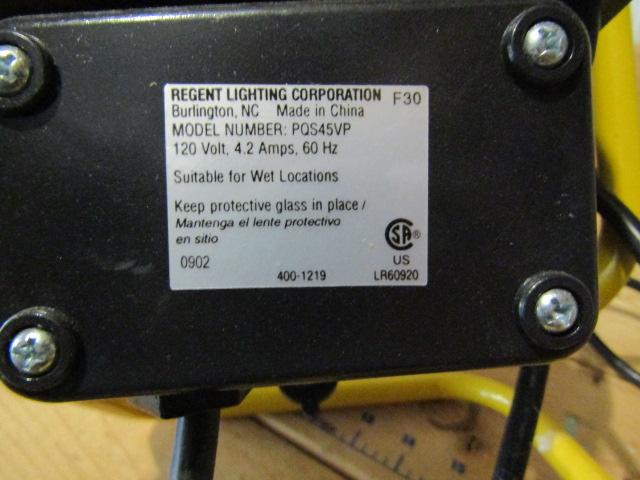 REGENT LIGHTING CORPORATION F30
Burlington, NC Made in China
MODEL NUMBER: PQS45VP
120 Volt, 4.2 Amps, 60 Hz
Suitable for Wet Locations
Keep protective glass in place /
Mantenga el lente protectivo
en sitio
SA®
US
0902
400-1219
LR60920